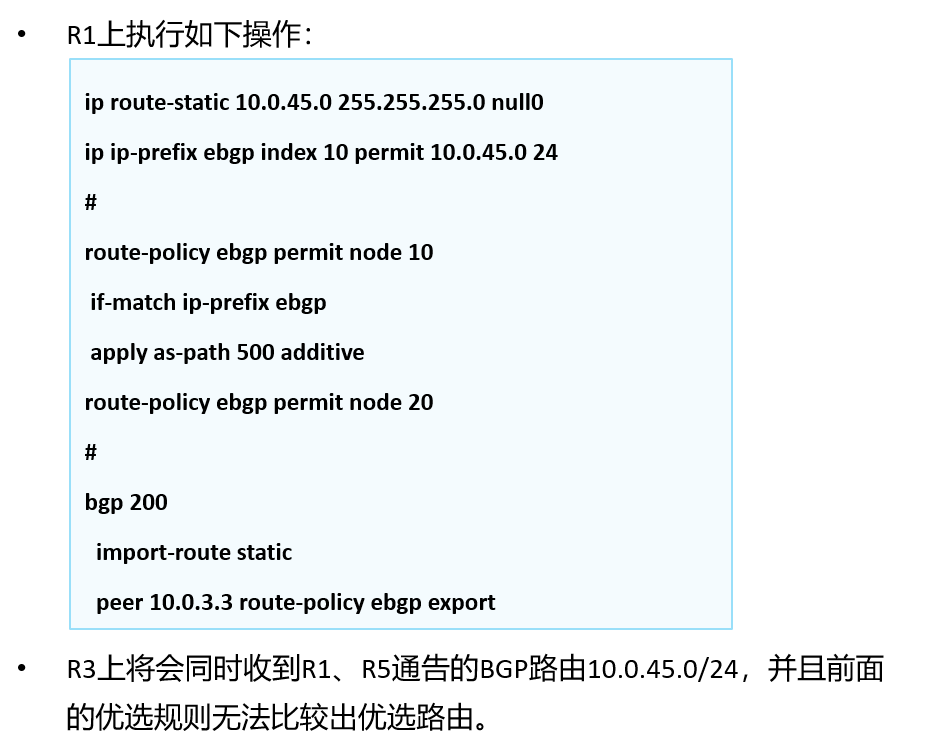 • R1上执行如下操作：
ip route-static 10.0.45.0 255.255.255.0 null0
ip ip-prefix ebgp index 10 permit 10.0.45.0 24
#
route-policy ebgp permit node 10
if-match ip-prefix ebgp
apply as-path 500 additive
route-policy ebgp permit node 20
#
bgp 200
import-route static
peer 10.0.3.3 route-policy ebgp export
• R3上将会同时收到R1、R5通告的BGP路由10.0.45.0/24，并且前面
的优选规则无法比较出优选路由。